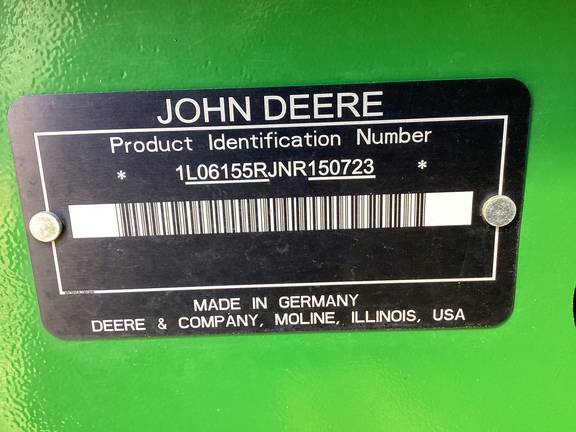 JOHN DEERE
Product Identification Number
* 1L06155RJNR150723 *
MADE IN GERMANY
DEERE & COMPANY, MOLINE, ILLINOIS, USA